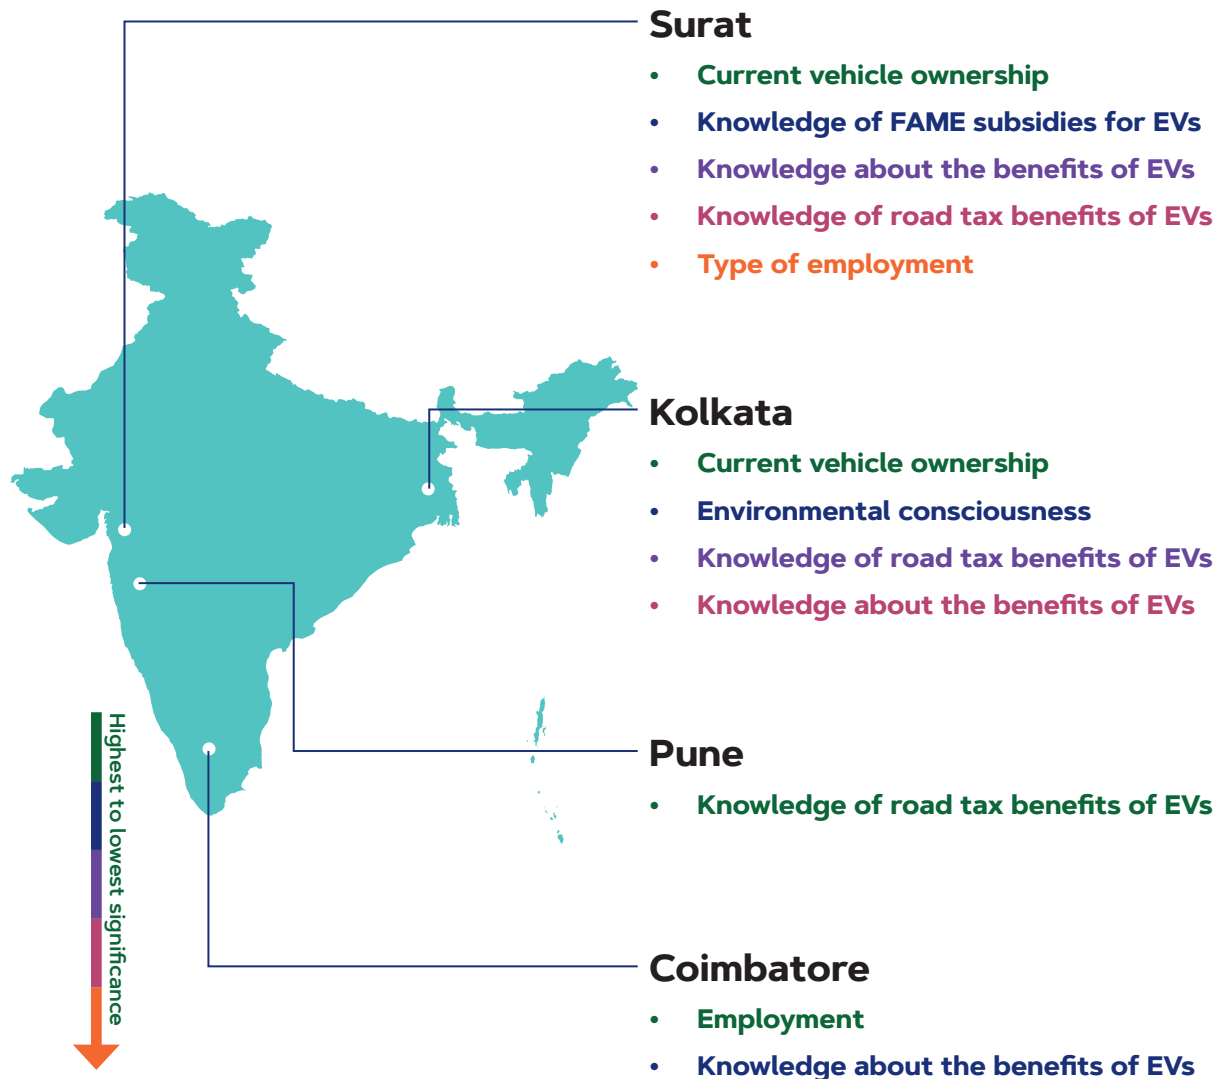 Surat
• Current vehicle ownership
• Knowledge of FAME subsidies for EVs
• Knowledge about the benefits of EVs
• Knowledge of road tax benefits of EVs
• Type of employment
Kolkata
• Current vehicle ownership
• Environmental consciousness
• Knowledge of road tax benefits of EVs
• Knowledge about the benefits of EVs
Pune
• Knowledge of road tax benefits of EVs
Highest to lowest significance
Coimbatore
• Employment
• Knowledge about the benefits of EVs